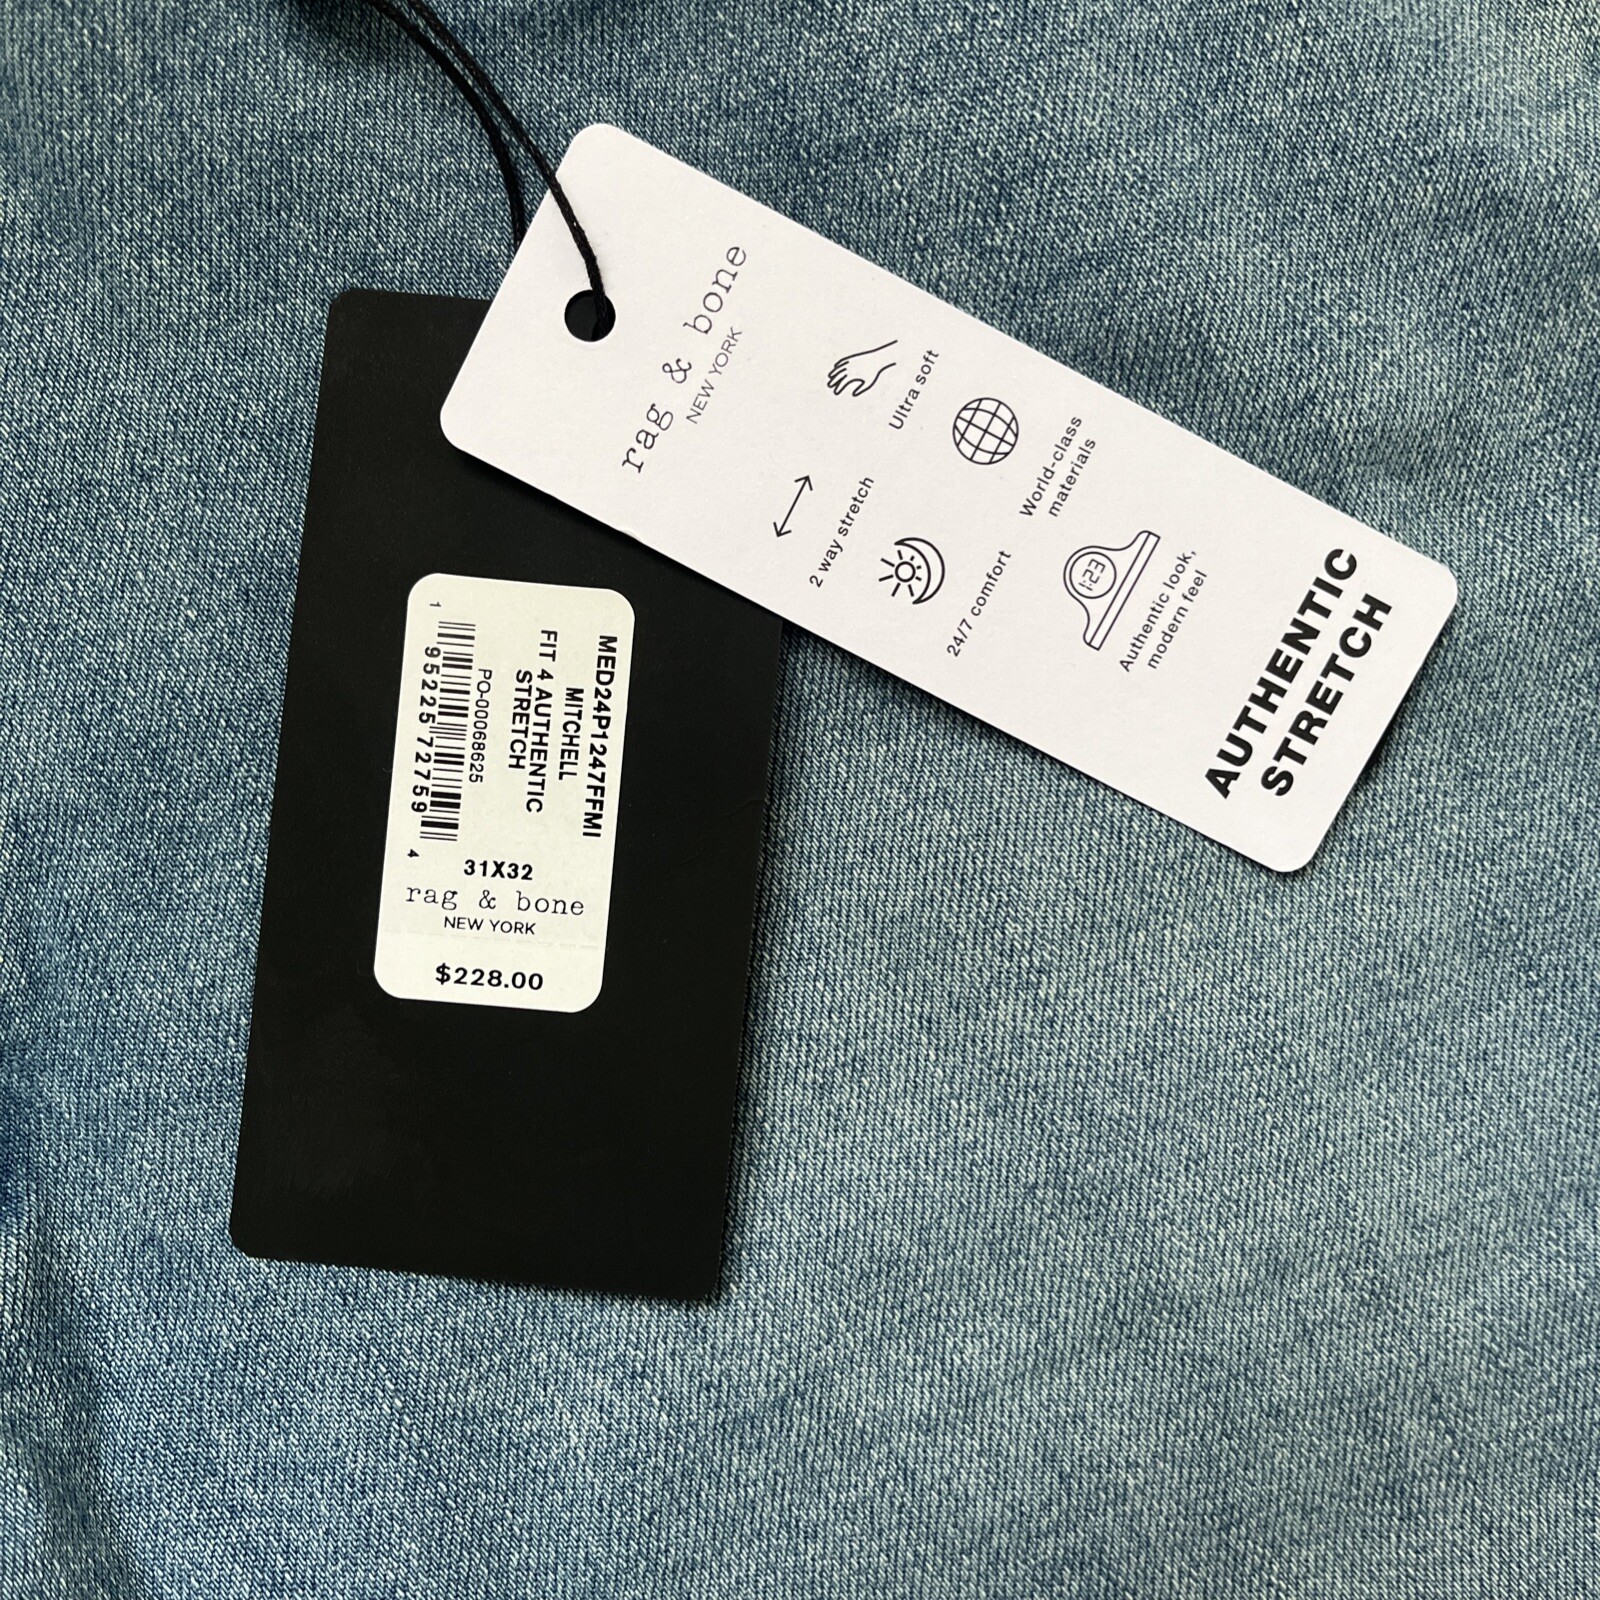 rag & bone
NEW YORK
Ultra soft
World-class
materials
2 way stretch
24/7 comfort
1:23
Authentic look,
modern feel
AUTHENTIC
STRETCH
MED24P1247FFMI
MITCHELL
FIT 4 AUTHENTIC
STRETCH
PO-00068625
1 95225 72759 4
31X32
rag & bone
NEW YORK
$228.00